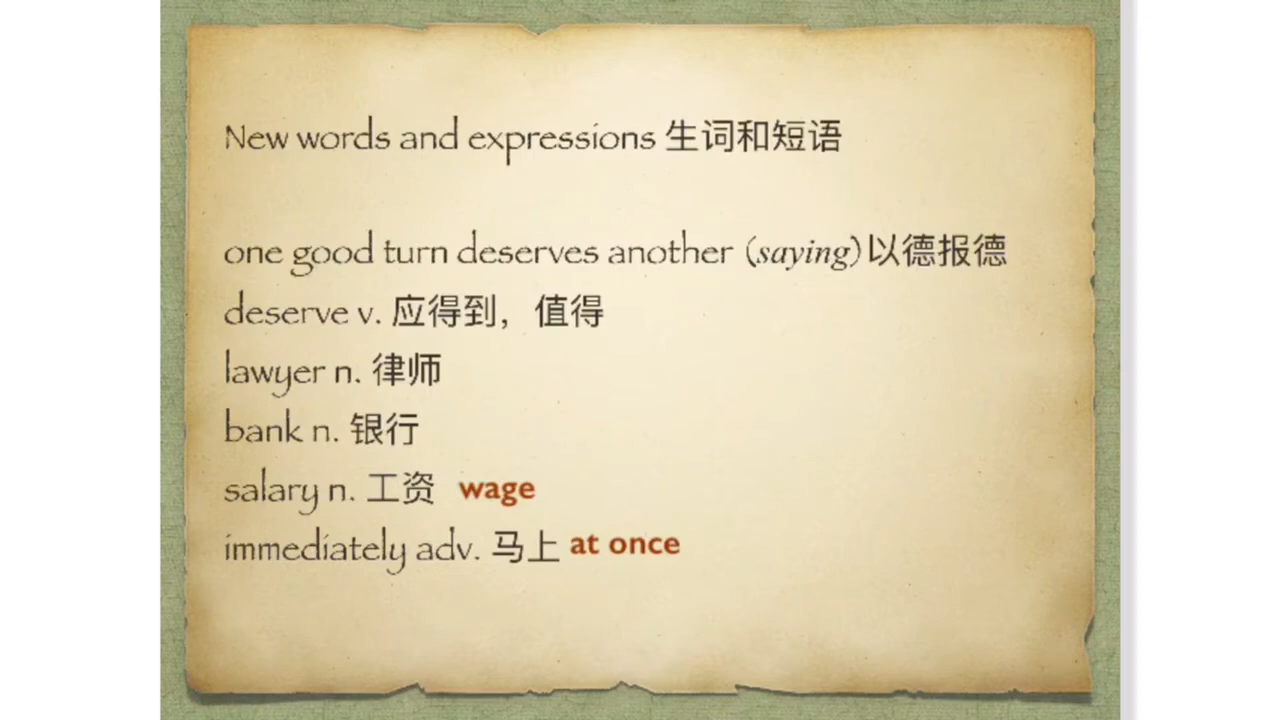 New words and expressions 生词和短语
one good turn deserves another (saying)以德报德
deserve v. 应得到，值得
lawyer n. 律师
bank n. 银行
salary n. 工资 wage
immediately adv. 马上 at once